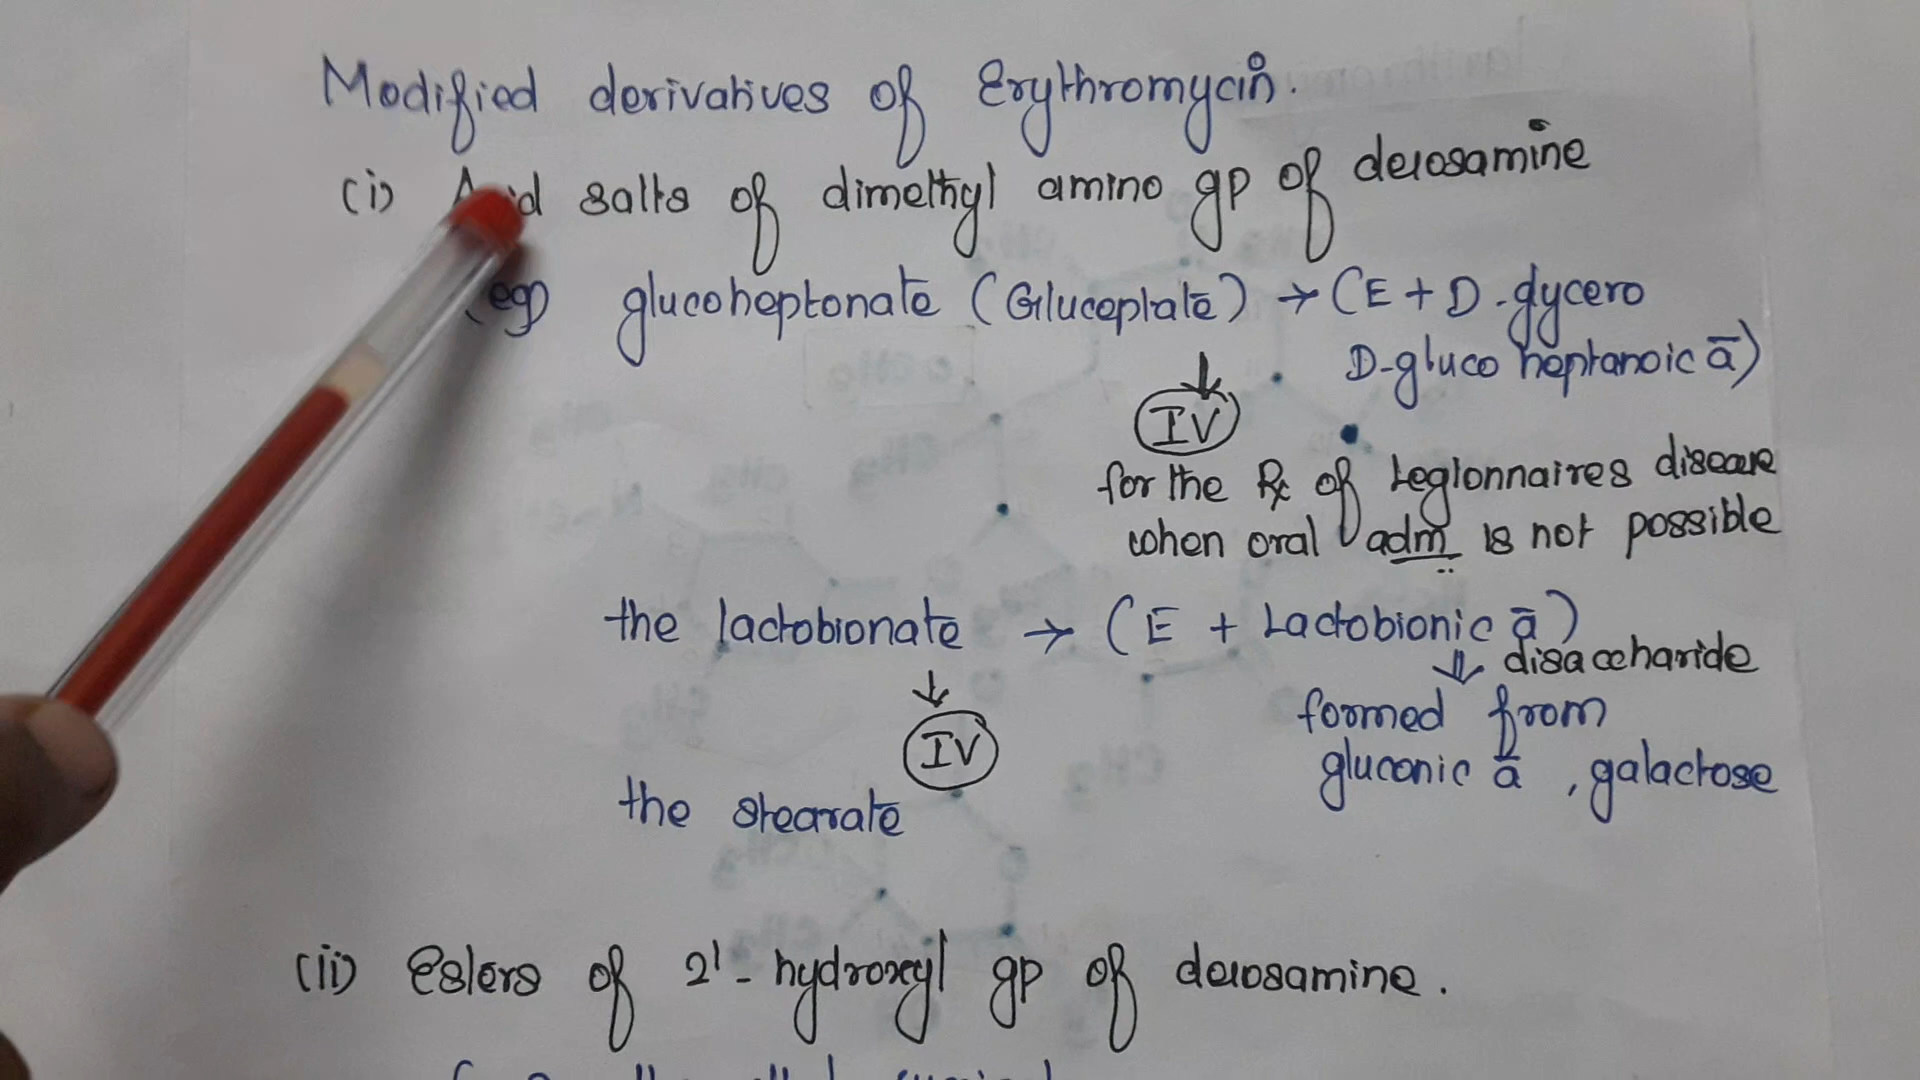 Modified derivatives of Erythromycin.
(i) Acid salts of dimethyl amino gp of desosamine
(eg) glucoheptonate (Gluceptate) → (E + D-glycero
D-gluco heptanoic ā)
↓
IV
for the Rx of Legionnaires disease
when oral adm is not possible
the lactobionate → (E + Lactobionic ā)
⇓ disaccharide
↓
formed from
IV
gluconic ā, galactose
the stearate
(ii) Esters of 2'-hydroxyl gp of desosamine.